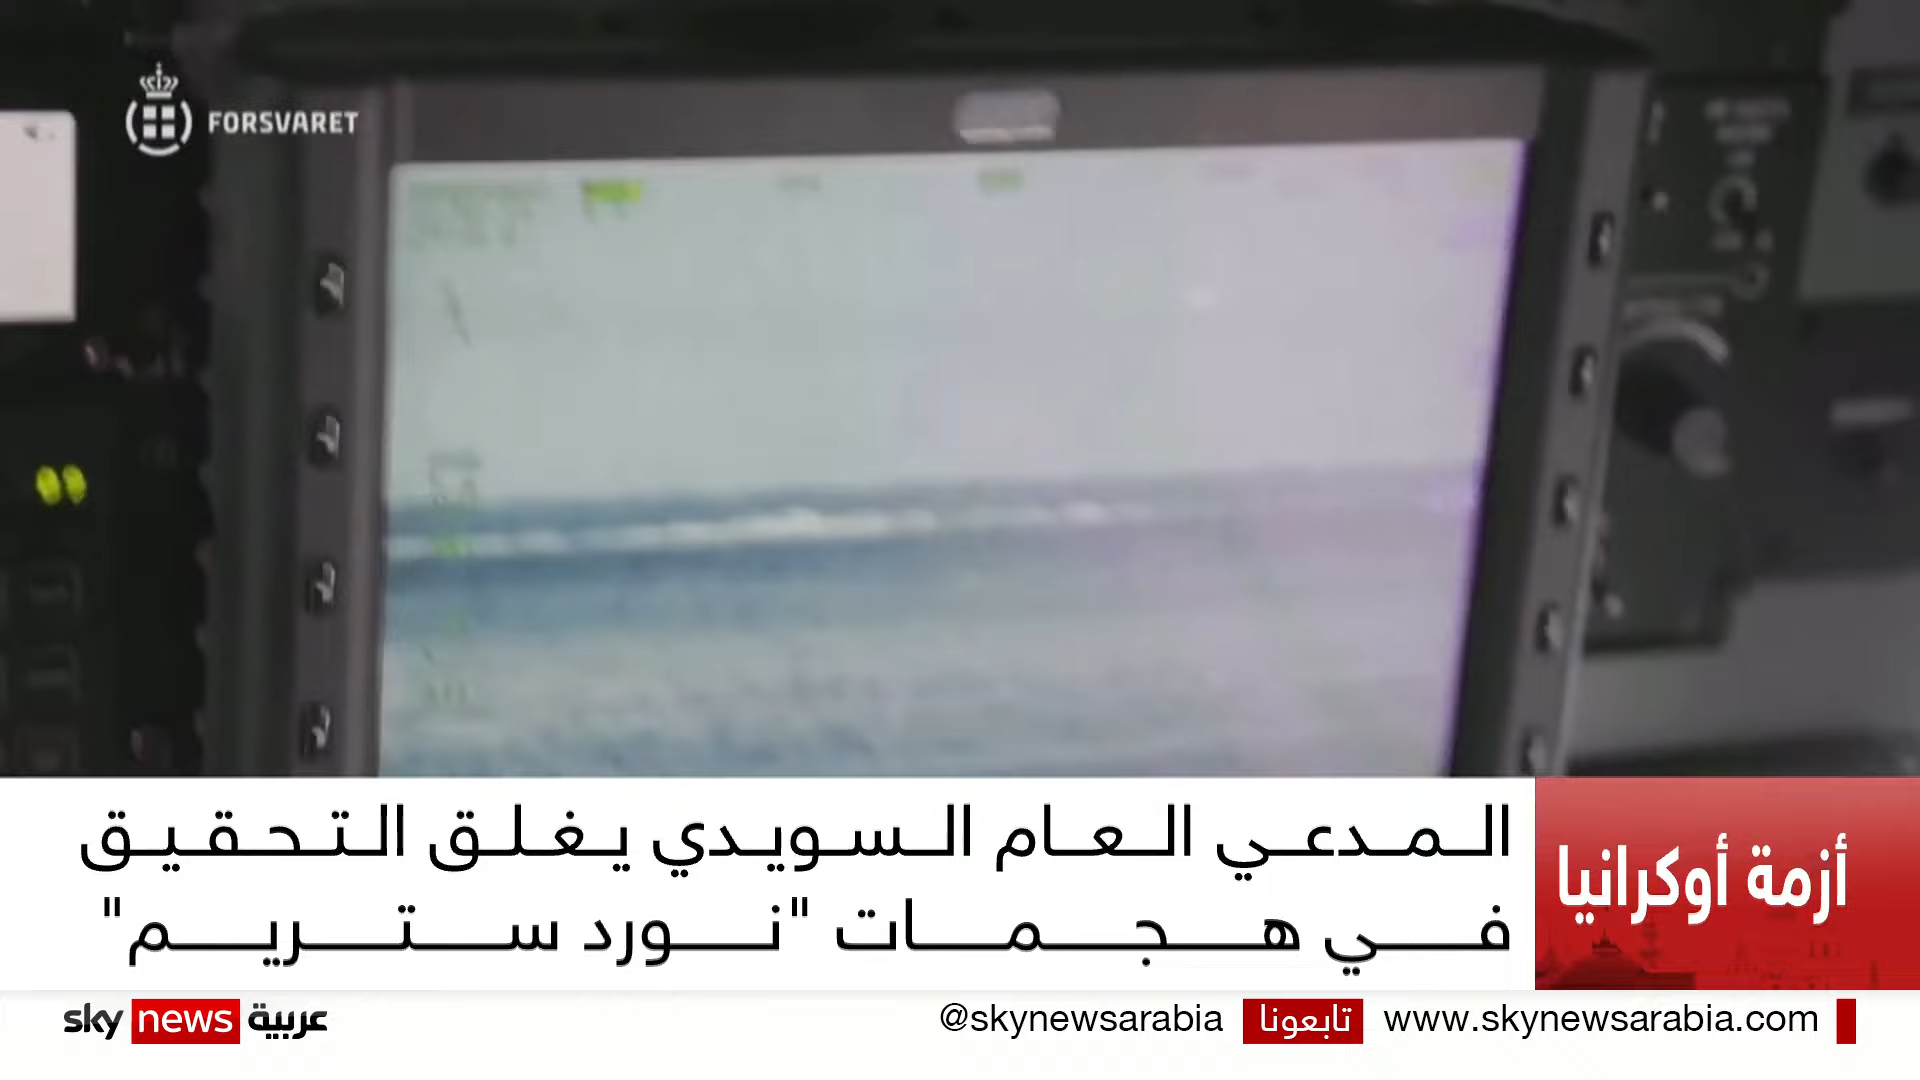 FORSVARET
المدعي العام السويدي يغلق التحقيق
في هجمات "نورد ستريم"
أزمة أوكرانيا
sky news عربية
@skynewsarabia تابعونا www.skynewsarabia.com